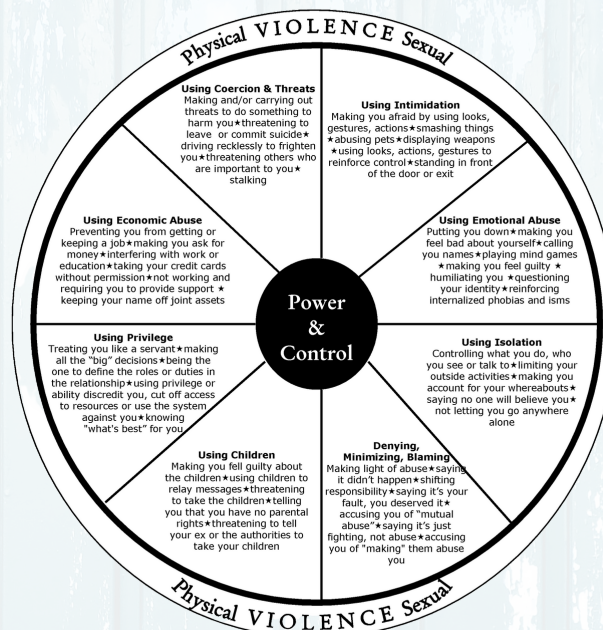 Physical VIOLENCE Sexual
Using Coercion & Threats
Making and/or carrying out
threats to do something to
harm you★threatening to
leave or commit suicide★
driving recklessly to frighten
you★threatening others who
are important to you★
stalking
Using Intimidation
Making you afraid by using looks,
gestures, actions★smashing things
★abusing pets★displaying weapons
★using looks, actions, gestures to
reinforce control★standing in front
of the door or exit
Using Economic Abuse
Preventing you from getting or
keeping a job★making you ask for
money★interfering with work or
education★taking your credit cards
without permission★not working and
requiring you to provide support ★
keeping your name off joint assets
Using Emotional Abuse
Putting you down★making you
feel bad about yourself★calling
you names★playing mind games
★making you feel guilty ★
humiliating you ★questioning
your identity★reinforcing
internalized phobias and isms
Power
&
Control
Using Privilege
Treating you like a servant★making
all the "big" decisions★being the
one to define the roles or duties in
the relationship★using privilege or
ability discredit you, cut off access
to resources or use the system
against you★knowing
"what's best" for you
Using Isolation
Controlling what you do, who
you see or talk to★limiting your
outside activities★making you
account for your whereabouts★
saying no one will believe you★
not letting you go anywhere
alone
Using Children
Making you fell guilty about
the children★using children to
relay messages★threatening
to take the children★telling
you that you have no parental
rights★threatening to tell
your ex or the authorities to
take your children
Denying,
Minimizing, Blaming
Making light of abuse★saying
it didn't happen★shifting
responsibility★saying it's your
fault, you deserved it★
accusing you of "mutual
abuse"★saying it's just
fighting, not abuse★accusing
you of "making" them abuse
you
Physical VIOLENCE Sexual